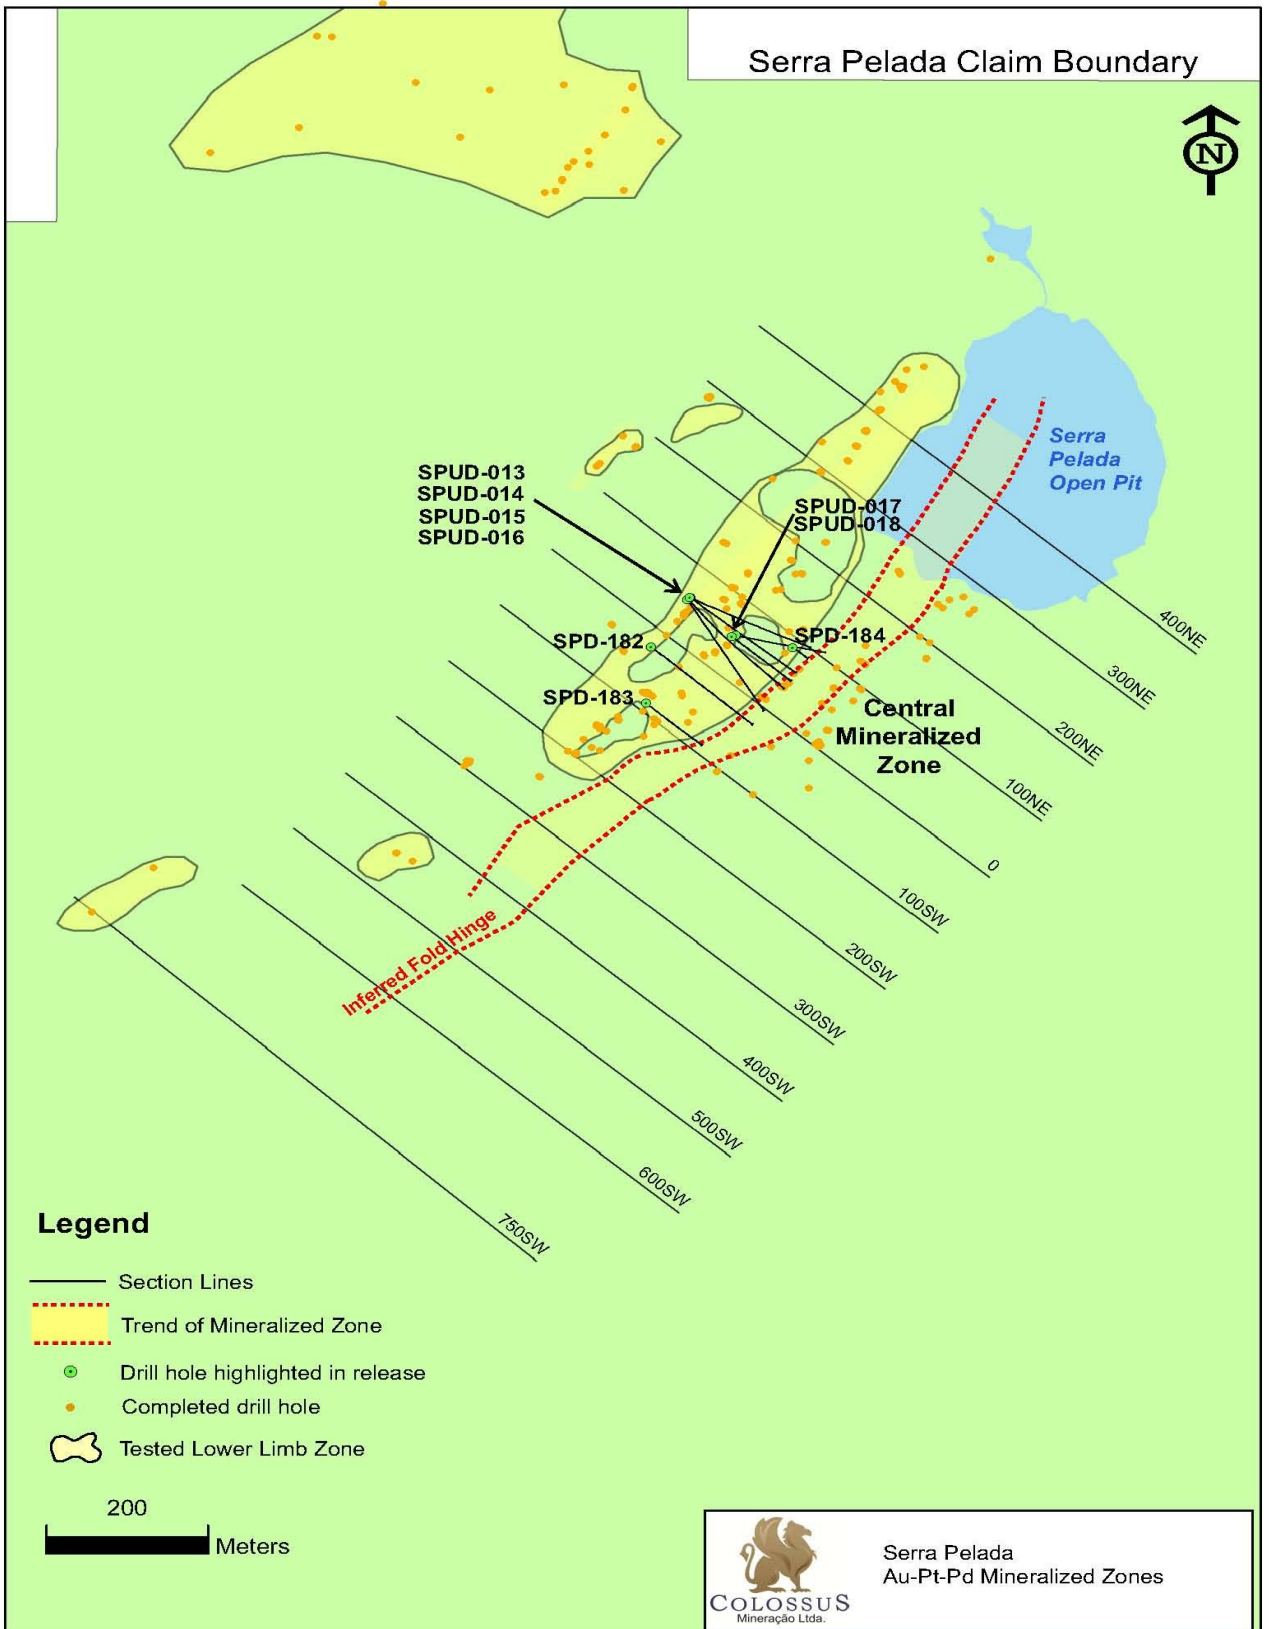 Serra Pelada Claim Boundary
N
Serra
Pelada
Open Pit
SPUD-013
SPUD-014
SPUD-015
SPUD-016
SPUD-017
SPUD-018
SPD-182
SPD-184
SPD-183
Central
Mineralized
Zone
400NE
300NE
200NE
100NE
0
100SW
200SW
300SW
400SW
500SW
600SW
750SW
Inferred Fold Hinge
Legend
Section Lines
Trend of Mineralized Zone
Drill hole highlighted in release
Completed drill hole
Tested Lower Limb Zone
200
Meters
COLOSSUS
Mineração Ltda.
Serra Pelada
Au-Pt-Pd Mineralized Zones